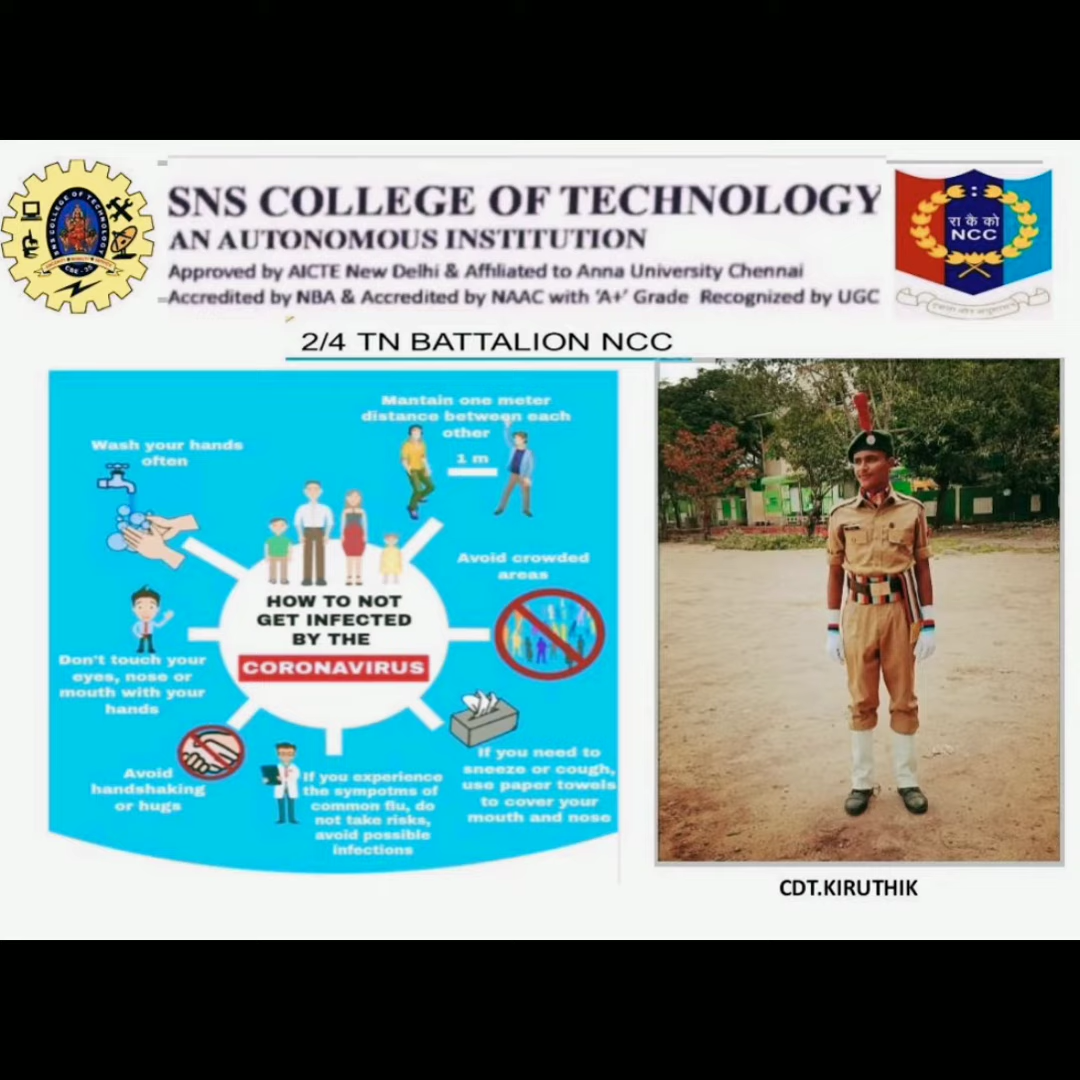 SNS COLLEGE OF TECHNOLOGY
AN AUTONOMOUS INSTITUTION
Approved by AICTE New Delhi & Affiliated to Anna University Chennai
Accredited by NBA & Accredited by NAAC with ‘A+’ Grade Recognized by UGC
SNS COLLEGE OF TECHNOLOGY
रा कै को
NCC
2/4 TN BATTALION NCC
Mantain one meter
distance between each
other
1 m
Wash your hands
often
Avoid crowded
areas
HOW TO NOT
GET INFECTED
BY THE
CORONAVIRUS
Don't touch your
eyes, nose or
mouth with your
hands
Avoid
handshaking
or hugs
If you experience
the sympotms of
common flu, do
not take risks,
avoid possible
infections
If you need to
sneeze or cough,
use paper towels
to cover your
mouth and nose
CDT.KIRUTHIK